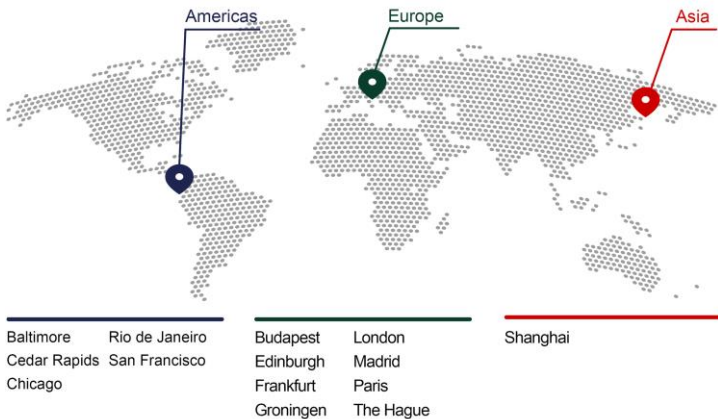 Americas
Europe
Asia
Baltimore
Cedar Rapids
Chicago
Rio de Janeiro
San Francisco
Budapest
Edinburgh
Frankfurt
Groningen
London
Madrid
Paris
The Hague
Shanghai